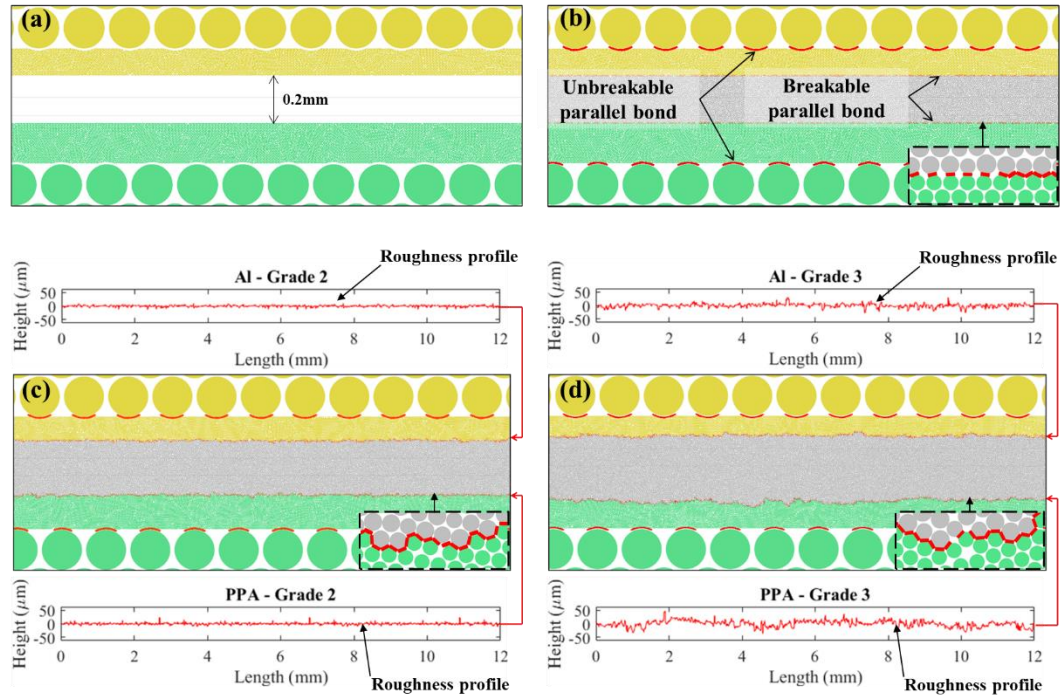 (a)
0.2mm
(b)
Unbreakable
parallel bond
Breakable
parallel bond
Roughness profile
Al - Grade 2
Height (μm)
50
0
-50
0 2 4 6 8 10 12
Length (mm)
(c)
PPA - Grade 2
Height (μm)
50
0
-50
0 2 4 6 8 10 12
Length (mm)
Roughness profile
Roughness profile
Al - Grade 3
Height (μm)
50
0
-50
0 2 4 6 8 10 12
Length (mm)
(d)
PPA - Grade 3
Height (μm)
50
0
-50
0 2 4 6 8 10 12
Length (mm)
Roughness profile